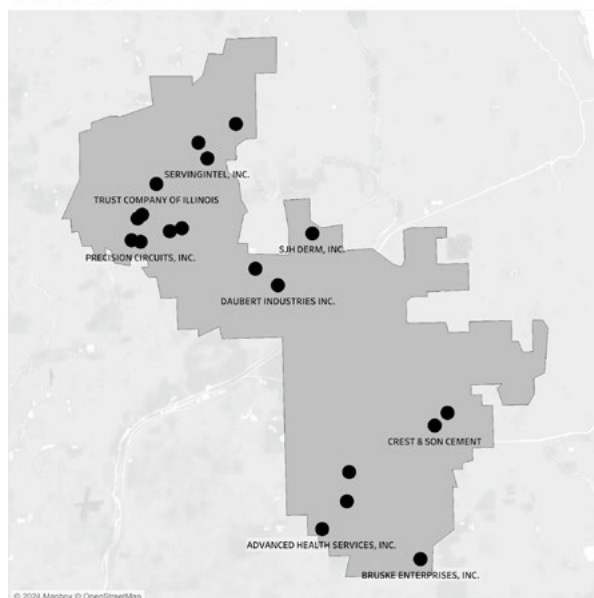 SERVINGINTEL, INC.
TRUST COMPANY OF ILLINOIS
SJH DERM, INC.
PRECISION CIRCUITS, INC.
DAUBERT INDUSTRIES INC.
CREST & SON CEMENT
ADVANCED HEALTH SERVICES, INC.
BRUSKE ENTERPRISES, INC.
© 2024 Mapbox © OpenStreetMap